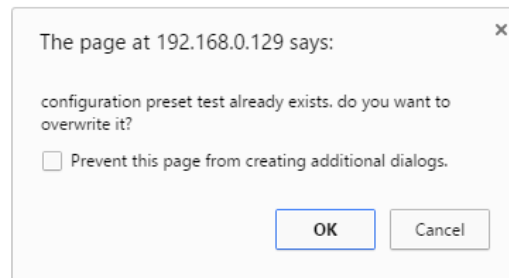 The page at 192.168.0.129 says:
configuration preset test already exists. do you want to
overwrite it?
Prevent this page from creating additional dialogs.
OK
Cancel